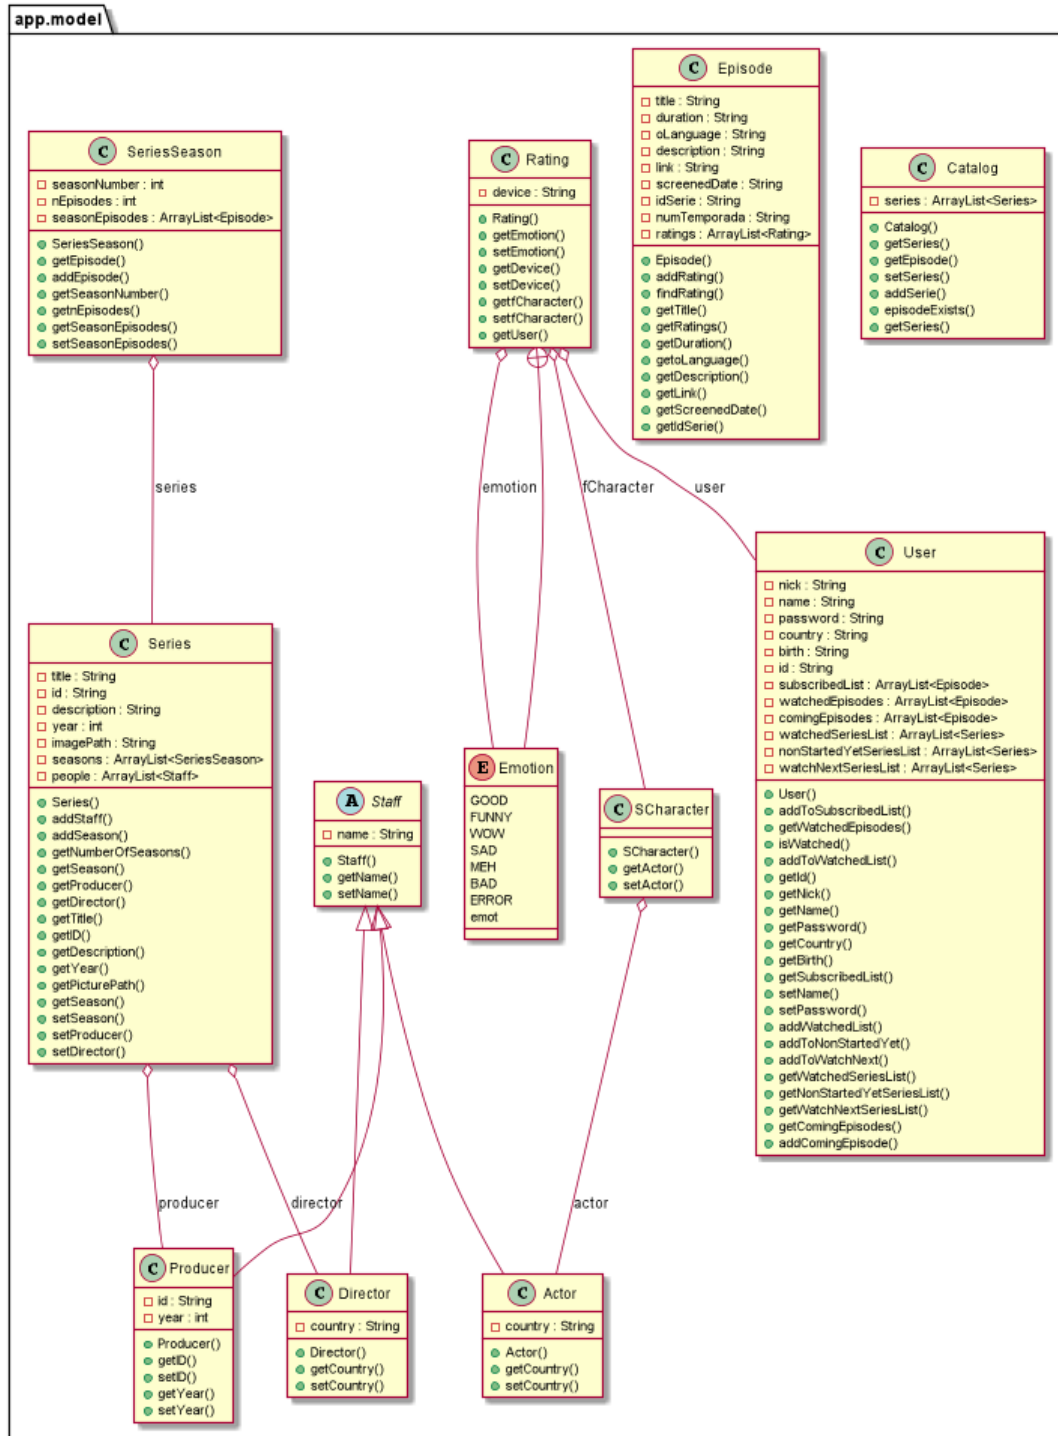 app.model
C Episode
title : String
duration : String
oLanguage : String
description : String
link : String
screenedDate : String
idSerie : String
numTemporada : String
ratings : ArrayList<Rating>
Episode()
addRating()
findRating()
getTitle()
getRatings()
getDuration()
getoLanguage()
getDescription()
getLink()
getScreenedDate()
getIdSerie()
C SeriesSeason
seasonNumber : int
nEpisodes : int
seasonEpisodes : ArrayList<Episode>
SeriesSeason()
getEpisode()
addEpisode()
getSeasonNumber()
getnEpisodes()
getSeasonEpisodes()
setSeasonEpisodes()
C Rating
device : String
Rating()
getEmotion()
setEmotion()
getDevice()
setDevice()
getfCharacter()
setfCharacter()
getUser()
C Catalog
series : ArrayList<Series>
Catalog()
getSeries()
getEpisode()
setSeries()
addSerie()
episodeExists()
getSeries()
series
emotion
fCharacter
user
C User
nick : String
name : String
password : String
country : String
birth : String
id : String
subscribedList : ArrayList<Episode>
watchedEpisodes : ArrayList<Episode>
comingEpisodes : ArrayList<Episode>
watchedSeriesList : ArrayList<Series>
nonStartedYetSeriesList : ArrayList<Series>
watchNextSeriesList : ArrayList<Series>
User()
addToSubscribedList()
getWatchedEpisodes()
isWatched()
addToWatchedList()
getId()
getNick()
getName()
getPassword()
getCountry()
getBirth()
getSubscribedList()
setName()
setPassword()
addWatchedList()
addToNonStartedYet()
addToWatchNext()
getWatchedSeriesList()
getNonStartedYetSeriesList()
getWatchNextSeriesList()
getComingEpisodes()
addComingEpisode()
C Series
title : String
id : String
description : String
year : int
imagePath : String
seasons : ArrayList<SeriesSeason>
people : ArrayList<Staff>
Series()
addStaff()
addSeason()
getNumberOfSeasons()
getSeason()
getProducer()
getDirector()
getTitle()
getID()
getDescription()
getYear()
getPicturePath()
getSeason()
setSeason()
setProducer()
setDirector()
A Staff
name : String
Staff()
getName()
setName()
E Emotion
GOOD
FUNNY
WOW
SAD
MEH
BAD
ERROR
emot
C SCharacter
SCharacter()
getActor()
setActor()
producer
director
actor
C Producer
id : String
year : int
Producer()
getID()
setID()
getYear()
setYear()
C Director
country : String
Director()
getCountry()
setCountry()
C Actor
country : String
Actor()
getCountry()
setCountry()